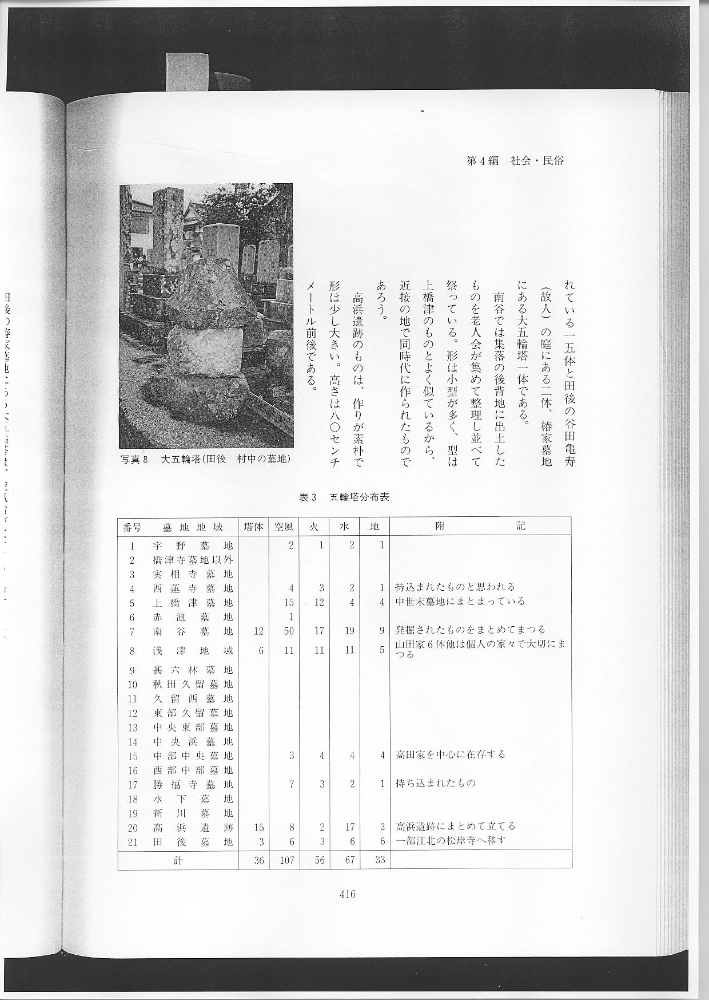 第4編　社会・民俗
れている一五体と田後の谷田亀寿
（故人）の庭にある二体、椿家墓地
にある大五輪塔一体である。
　南谷では集落の後背地に出土した
ものを老人会が集めて整理し並べて
祭っている。形は小型が多く、型は
上橋津のものとよく似ているから、
近接の地で同時代に作られたもので
あろう。
　高浜遺跡のものは、作りが素朴で
形は少し大きい。高さは八〇センチ
メートル前後である。
写真8　大五輪塔(田後　村中の墓地)
表3　五輪塔分布表
番号　墓地地域　塔体　空風　火　水　地　附記
1　宇野墓地　2　1　2　1
2　橋津寺墓地以外
3　実相寺墓地
4　西蓮寺墓地　4　3　2　1　持込まれたものと思われる
5　上橋津墓地　15　12　4　4　中世末墓地にまとまっている
6　赤池墓地　1
7　南谷墓地　12　50　17　19　9　発掘されたものをまとめてまつる
8　浅津地域　6　11　11　11　5　山田家6体他は個人の家々で大切にま
つる
9　甚六林墓地
10　秋田久留墓地
11　久留西墓地
12　東部久留墓地
13　中央東部墓地
14　中央浜墓地
15　中部中央墓地　3　4　4　4　高田家を中心に在存する
16　西部中部墓地
17　勝福寺墓地　7　3　2　1　持ち込まれたもの
18　水下墓地
19　新川墓地
20　高浜遺跡　15　8　2　17　2　高浜遺跡にまとめて立てる
21　田後墓地　3　6　3　6　6　一部江北の松岸寺へ移す
計　36　107　56　67　33
416